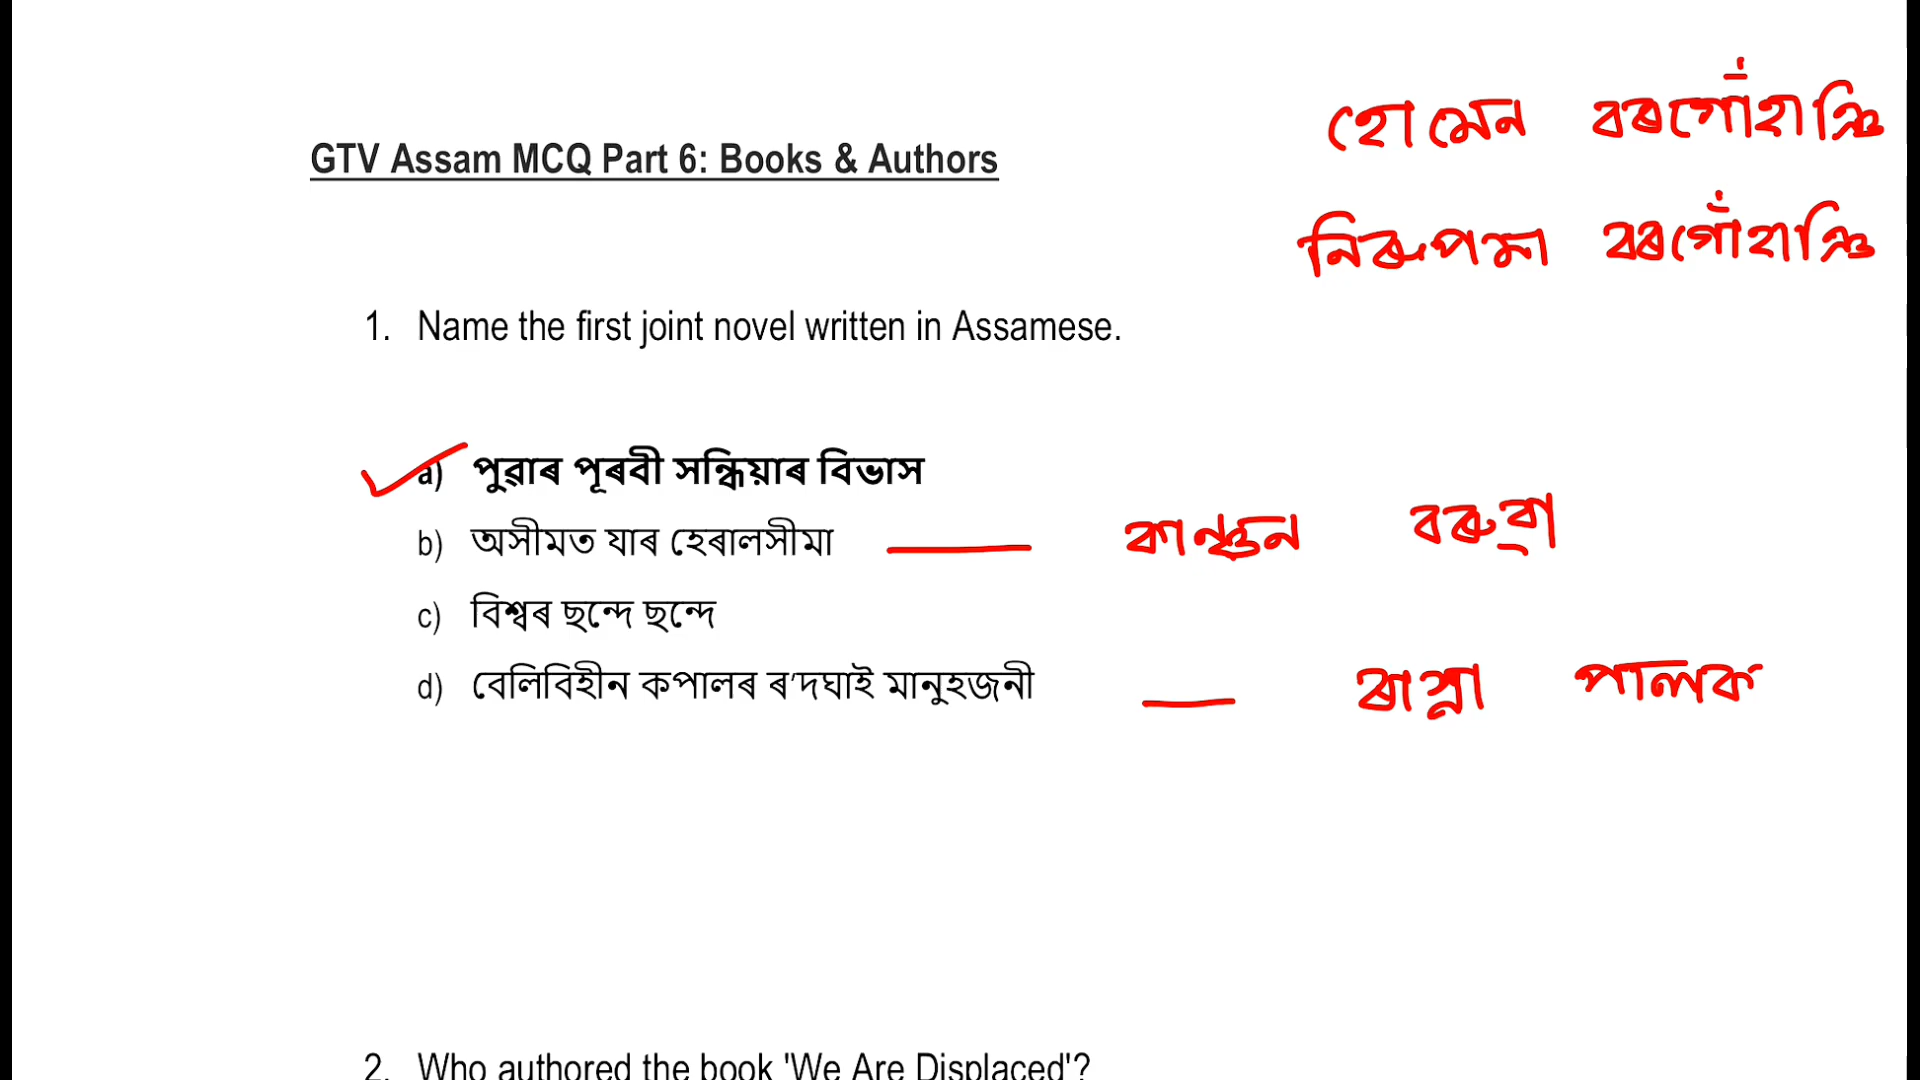 হোমেন বৰগোঁহাঞি
GTV Assam MCQ Part 6: Books & Authors
নিৰুপমা বৰগোঁহাঞি
1. Name the first joint novel written in Assamese.
a) পুৱাৰ পূৰবী সন্ধিয়াৰ বিভাস
b) অসীমত যাৰ হেৰালসীমা — কাঞ্চন বৰুৱা
c) বিশ্বৰ ছন্দে ছন্দে
d) বেলিবিহীন কপালৰ ৰ'দঘাই মানুহজনী — পালক
2. Who authored the book 'We Are Displaced'?